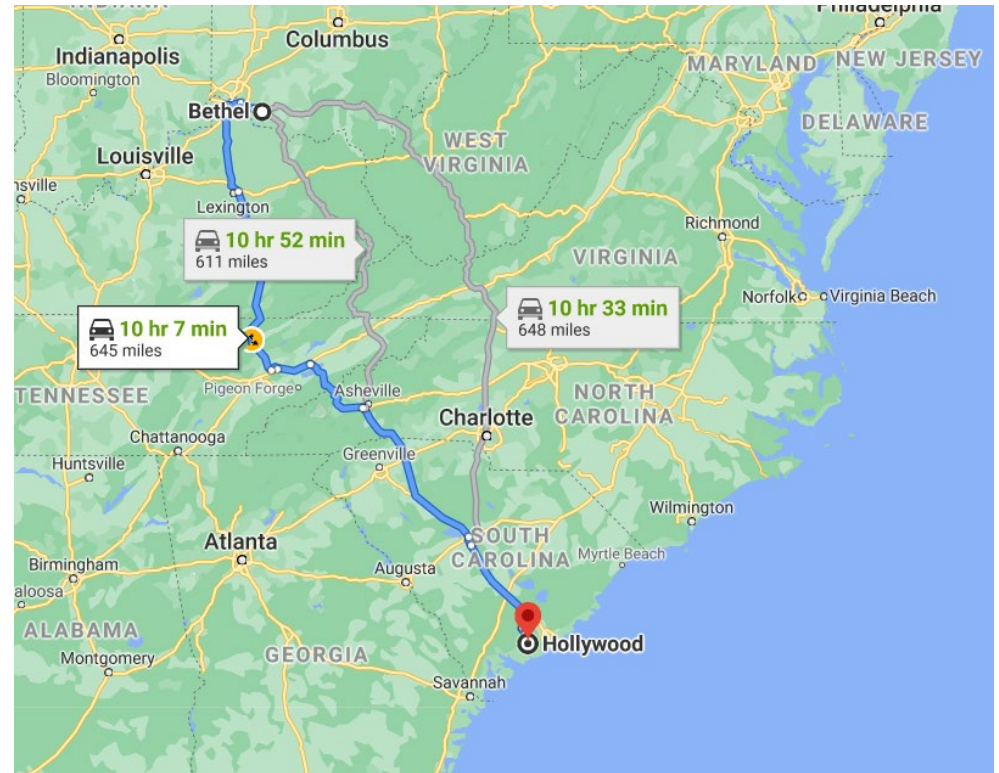 INDIANA
Philadelphia
Columbus
Indianapolis
MARYLAND
NEW JERSEY
Bloomington
Bethel
DELAWARE
WEST
VIRGINIA
Louisville
nsville
Lexington
Richmond
10 hr 52 min
611 miles
VIRGINIA
Norfolk
Virginia Beach
10 hr 33 min
648 miles
10 hr 7 min
645 miles
Pigeon Forge
Asheville
TENNESSEE
NORTH
CAROLINA
Charlotte
Chattanooga
Greenville
Huntsville
Wilmington
Atlanta
SOUTH
CAROLINA
Myrtle Beach
Birmingham
Augusta
aloosa
ALABAMA
Hollywood
GEORGIA
Montgomery
Savannah